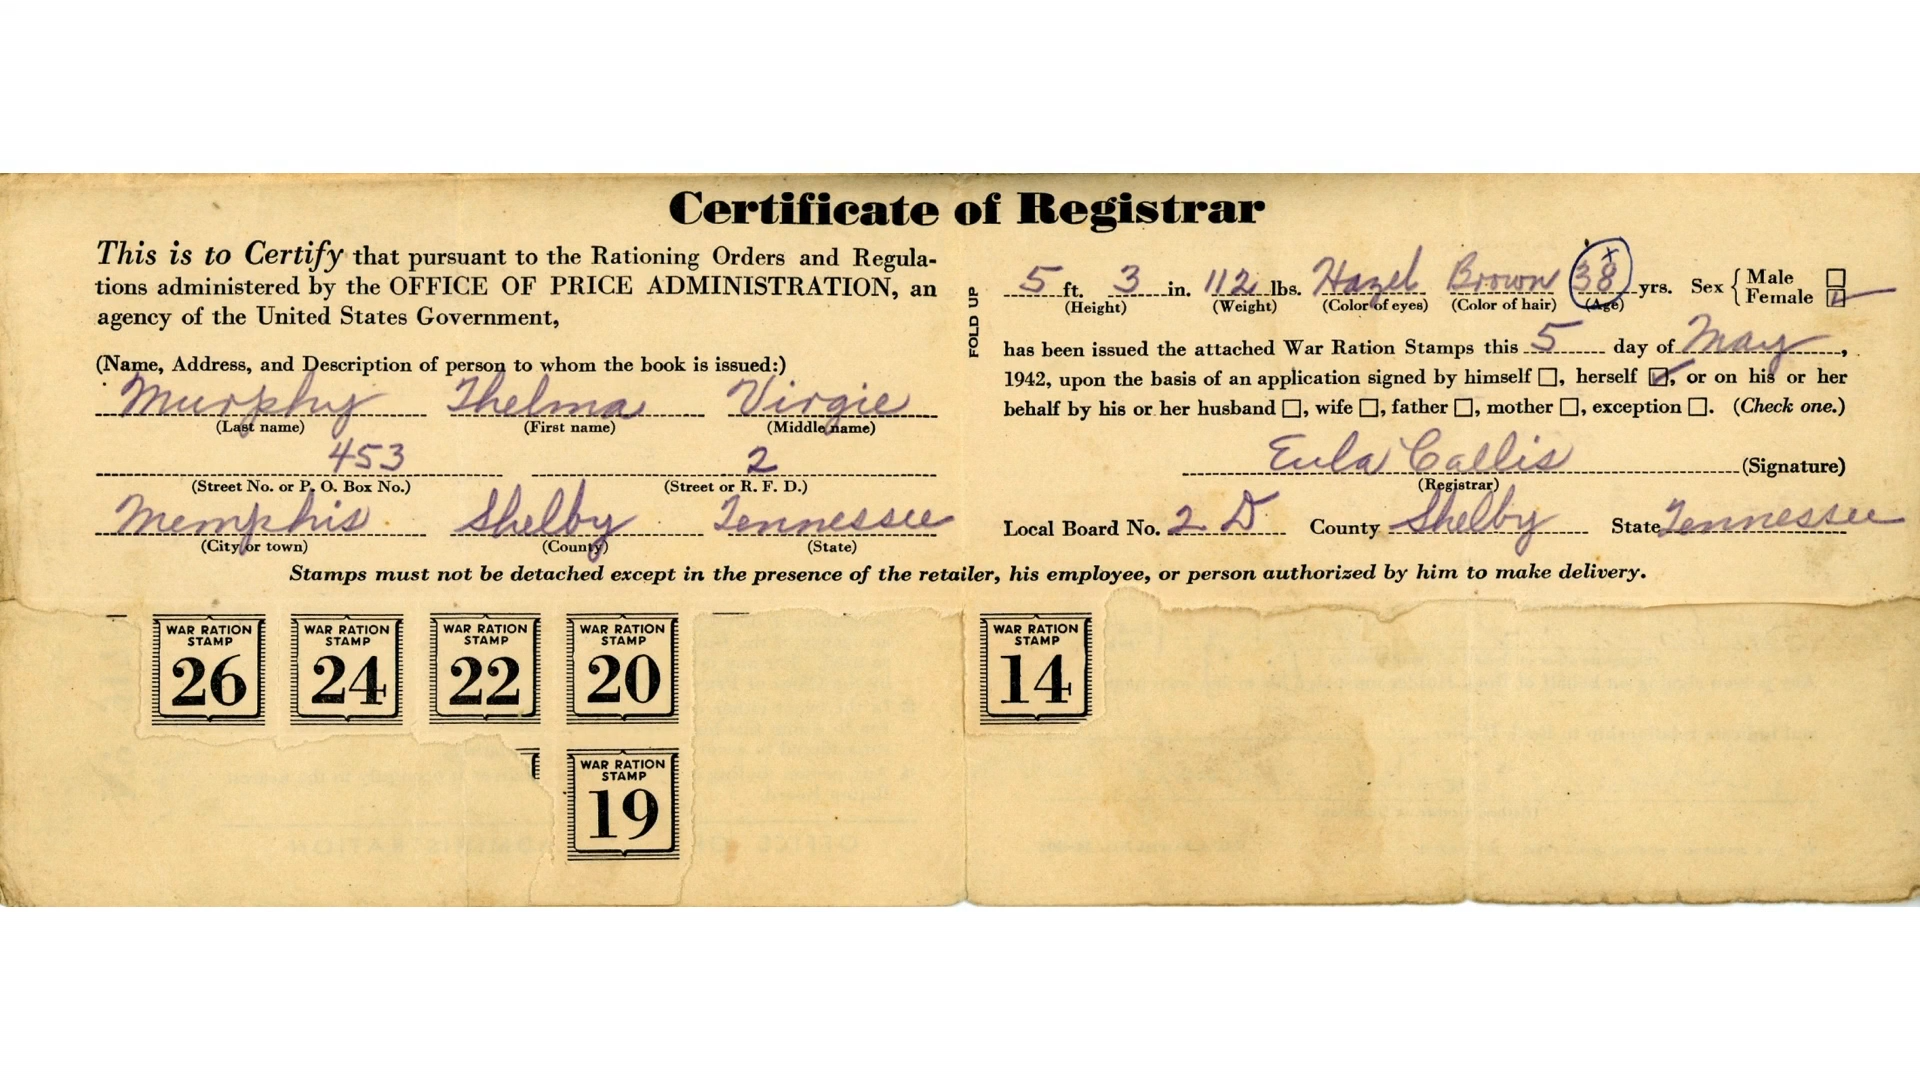 Certificate of Registrar
This is to Certify that pursuant to the Rationing Orders and Regula-
tions administered by the OFFICE OF PRICE ADMINISTRATION, an
agency of the United States Government,
(Name, Address, and Description of person to whom the book is issued:)
Murphy Thelma Virgie
(Last name) (First name) (Middle name)
453 2
(Street No. or P. O. Box No.) (Street or R. F. D.)
Memphis Shelby Tennessee
(City or town) (County) (State)
FOLD UP
5 ft. 3 in. 112 lbs. Hazel Brown 38 yrs. Sex { Male
Female
(Height) (Weight) (Color of eyes) (Color of hair) (Age)
has been issued the attached War Ration Stamps this 5 day of May,
1942, upon the basis of an application signed by himself ☐, herself ☑, or on his or her
behalf by his or her husband ☐, wife ☐, father ☐, mother ☐, exception ☐. (Check one.)
Eula Callis (Signature)
(Registrar)
Local Board No. 2 D County Shelby State Tennessee
Stamps must not be detached except in the presence of the retailer, his employee, or person authorized by him to make delivery.
WAR RATION
STAMP
26
WAR RATION
STAMP
24
WAR RATION
STAMP
22
WAR RATION
STAMP
20
WAR RATION
STAMP
14
WAR RATION
STAMP
19